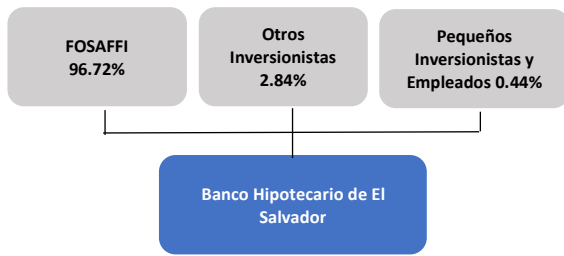 FOSAFFI
96.72%
Otros
Inversionistas
2.84%
Pequeños
Inversionistas y
Empleados 0.44%
Banco Hipotecario de El
Salvador